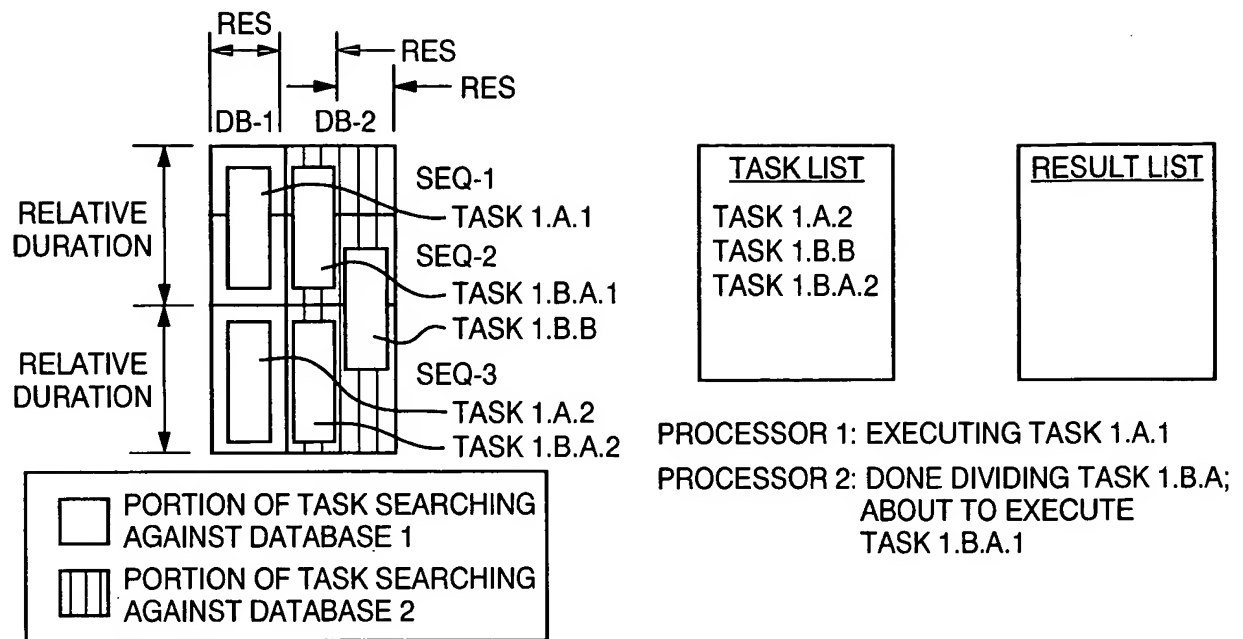 RES
RES
RES
DB-1 DB-2
RELATIVE
DURATION
SEQ-1
TASK 1.A.1
SEQ-2
TASK 1.B.A.1
TASK 1.B.B
RELATIVE
DURATION
SEQ-3
TASK 1.A.2
TASK 1.B.A.2
PORTION OF TASK SEARCHING
AGAINST DATABASE 1
PORTION OF TASK SEARCHING
AGAINST DATABASE 2
TASK LIST
TASK 1.A.2
TASK 1.B.B
TASK 1.B.A.2
RESULT LIST
PROCESSOR 1: EXECUTING TASK 1.A.1
PROCESSOR 2: DONE DIVIDING TASK 1.B.A;
ABOUT TO EXECUTE
TASK 1.B.A.1